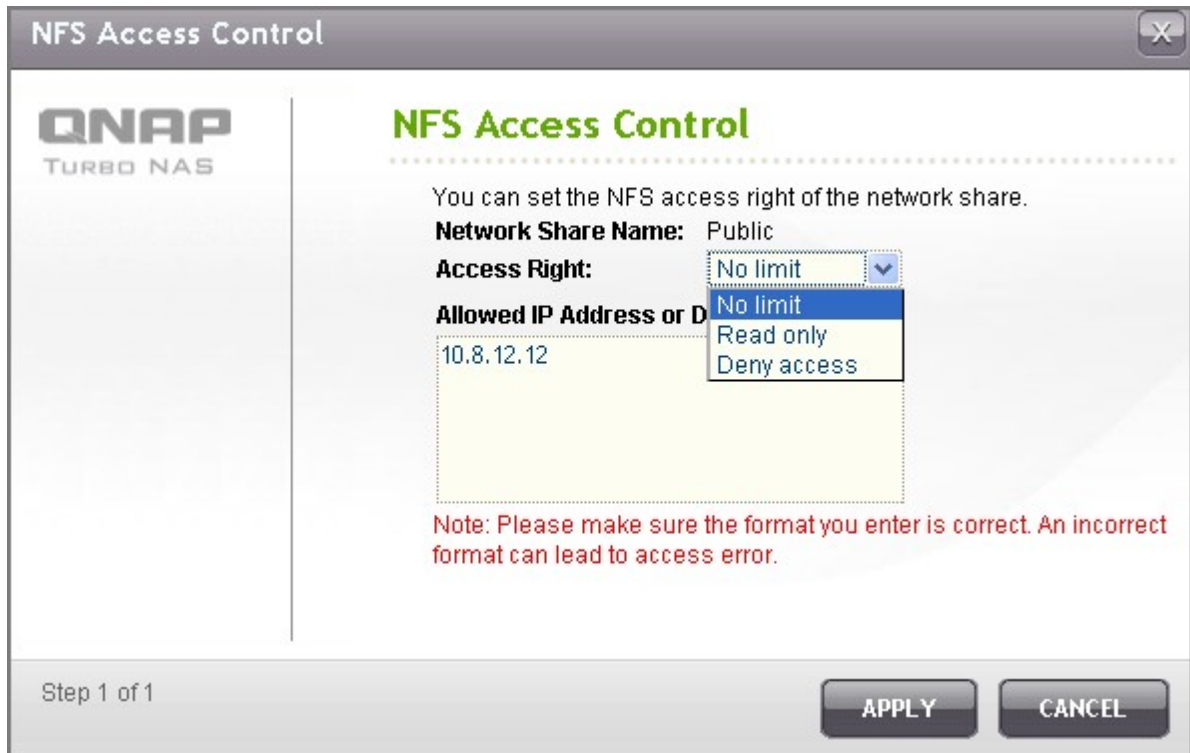 NFS Access Control
X
QNAP
TURBO NAS
NFS Access Control
You can set the NFS access right of the network share.
Network Share Name: Public
Access Right: No limit
No limit
Read only
Deny access
Allowed IP Address or D
10.8.12.12
Note: Please make sure the format you enter is correct. An incorrect
format can lead to access error.
Step 1 of 1
APPLY
CANCEL